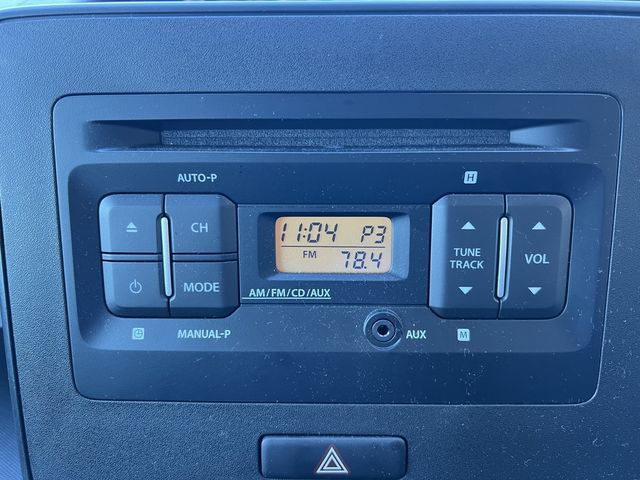 AUTO-P
H
CH
MODE
11:04 P3
FM 78.4
AM/FM/CD/AUX
TUNE
TRACK
VOL
MANUAL-P
AUX
M